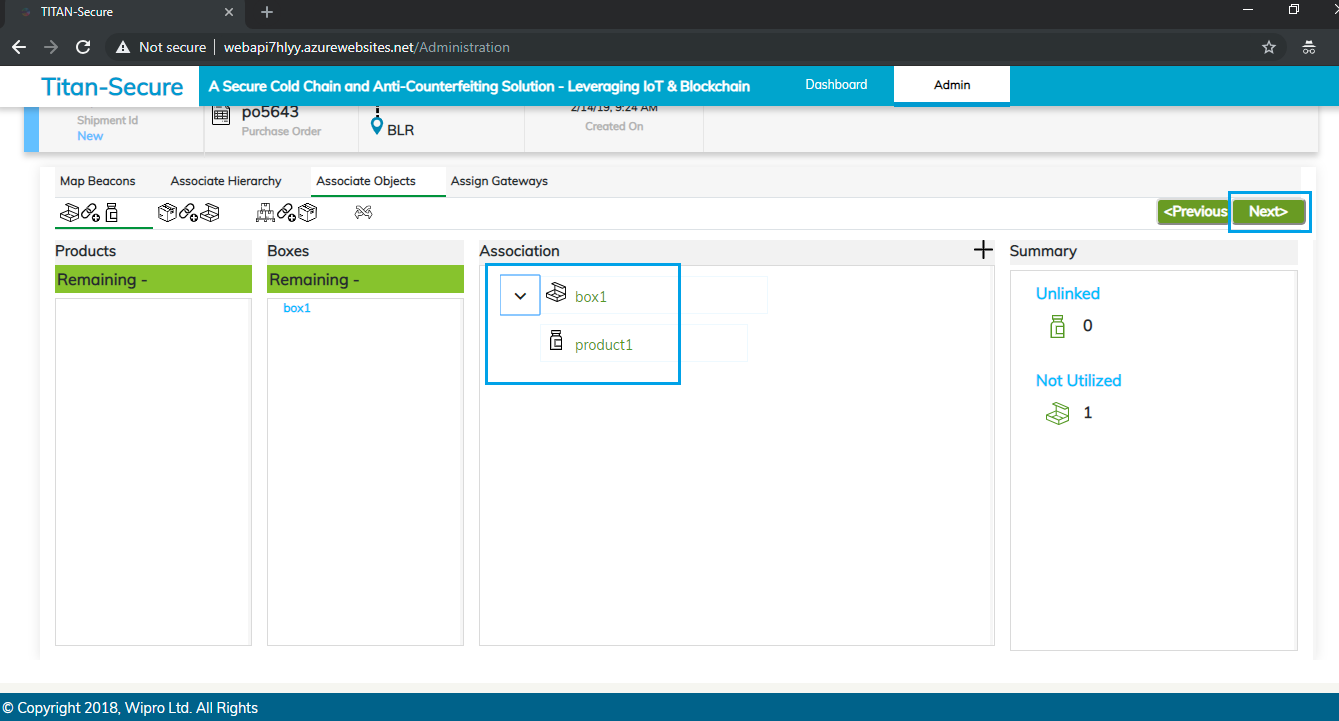 TITAN-Secure
Not secure | webapi7hlyy.azurewebsites.net/Administration
Titan-Secure
A Secure Cold Chain and Anti-Counterfeiting Solution - Leveraging IoT & Blockchain
Dashboard
Admin
Shipment Id
New
po5643
Purchase Order
BLR
2/14/19, 9:24 AM
Created On
Map Beacons
Associate Hierarchy
Associate Objects
Assign Gateways
<Previous
Next>
Products
Remaining -
Boxes
Remaining -
box1
Association
box1
product1
Summary
Unlinked
0
Not Utilized
1
© Copyright 2018, Wipro Ltd. All Rights